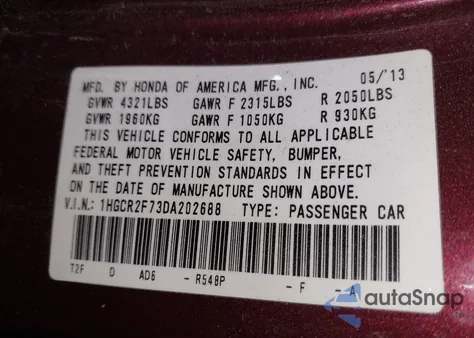 MFD. BY HONDA OF AMERICA MFG., INC. 05/'13
GVWR 4321LBS GAWR F 2315LBS R 2050LBS
GVWR 1960KG GAWR F 1050KG R 930KG
THIS VEHICLE CONFORMS TO ALL APPLICABLE
FEDERAL MOTOR VEHICLE SAFETY, BUMPER,
AND THEFT PREVENTION STANDARDS IN EFFECT
ON THE DATE OF MANUFACTURE SHOWN ABOVE.
V.I.N.: 1HGCR2F73DA202688 TYPE: PASSENGER CAR
T2F D AD6 - R548P - F - A
autaSnap